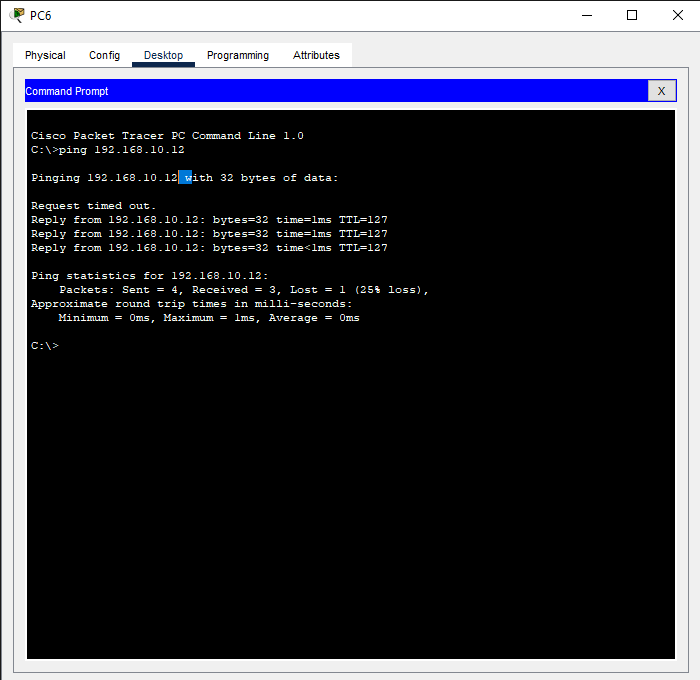 PC6
Physical Config Desktop Programming Attributes
Command Prompt X
Cisco Packet Tracer PC Command Line 1.0
C:\>ping 192.168.10.12
Pinging 192.168.10.12 with 32 bytes of data:
Request timed out.
Reply from 192.168.10.12: bytes=32 time=1ms TTL=127
Reply from 192.168.10.12: bytes=32 time=1ms TTL=127
Reply from 192.168.10.12: bytes=32 time<1ms TTL=127
Ping statistics for 192.168.10.12:
Packets: Sent = 4, Received = 3, Lost = 1 (25% loss),
Approximate round trip times in milli-seconds:
Minimum = 0ms, Maximum = 1ms, Average = 0ms
C:\>